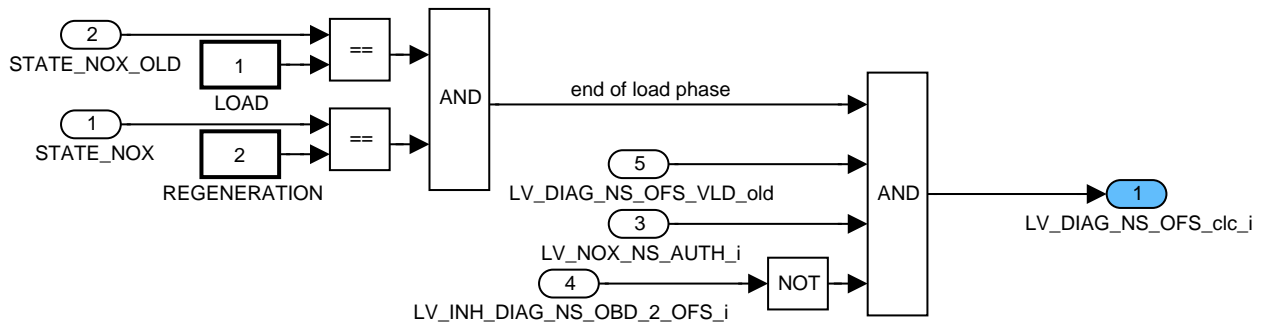 2
STATE_NOX_OLD
1
LOAD
==
1
STATE_NOX
2
REGENERATION
==
AND
end of load phase
5
LV_DIAG_NS_OFS_VLD_old
3
LV_NOX_NS_AUTH_i
4
LV_INH_DIAG_NS_OBD_2_OFS_i
NOT
AND
1
LV_DIAG_NS_OFS_clc_i